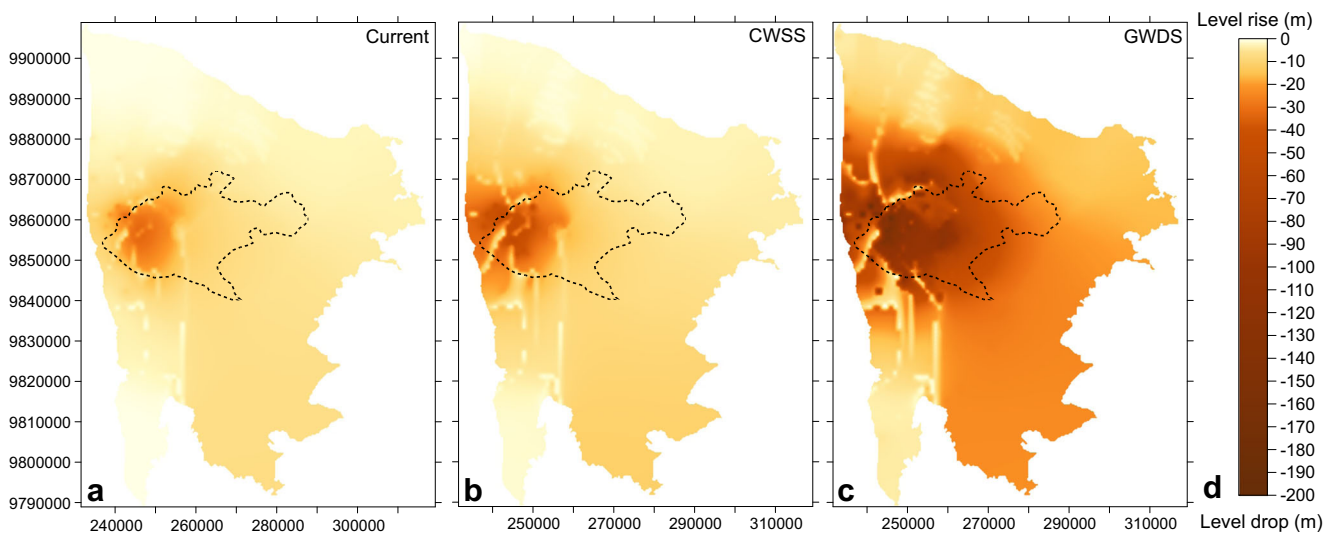 Current
CWSS
GWDS
Level rise (m)
9900000
9890000
9880000
9870000
9860000
9850000
9840000
9830000
9820000
9810000
9800000
9790000
0
-10
-20
-30
-40
-50
-60
-70
-80
-90
-100
-110
-120
-130
-140
-150
-160
-170
-180
-190
-200
a
b
c
d
240000 260000 280000 300000
250000 270000 290000 310000
250000 270000 290000 310000
Level drop (m)